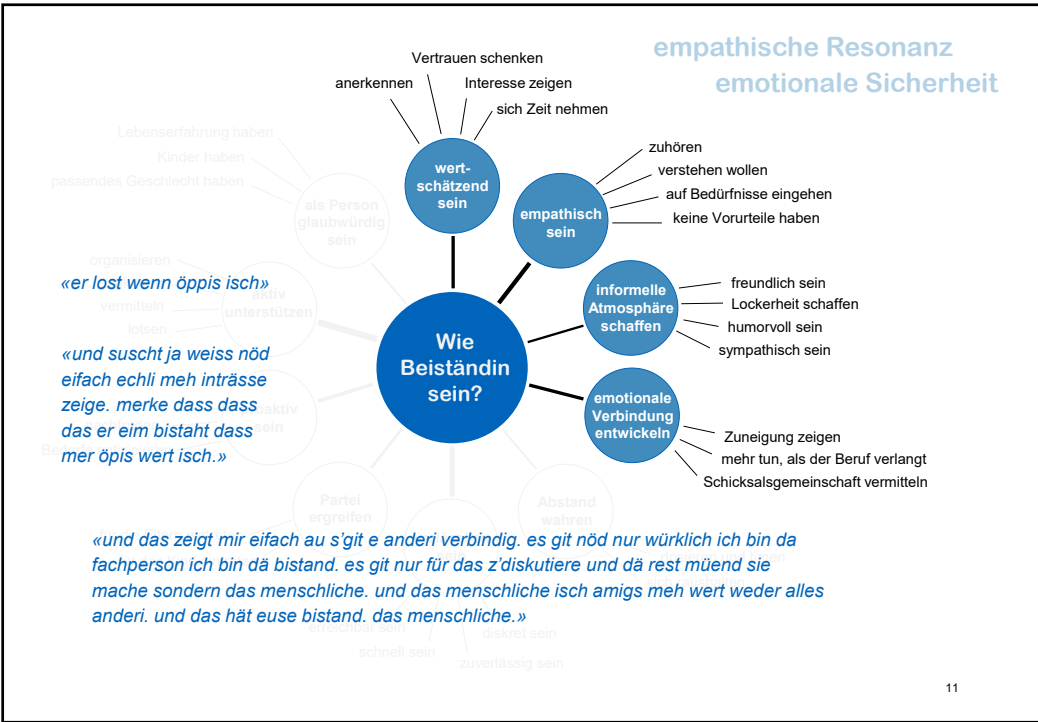 empathische Resonanz
emotionale Sicherheit
Vertrauen schenken
anerkennen
Interesse zeigen
sich Zeit nehmen
wert-
schätzend
sein
zuhören
verstehen wollen
auf Bedürfnisse eingehen
keine Vorurteile haben
empathisch
sein
Lebenserfahrung haben
Kinder haben
passendes Geschlecht haben
als Person
glaubwürdig
sein
organisieren
vermitteln
lotsen
aktiv
unterstützen
«er lost wenn öppis isch»
informelle
Atmosphäre
schaffen
freundlich sein
Lockerheit schaffen
humorvoll sein
sympathisch sein
Wie
Beiständin
sein?
«und suscht ja weiss nöd
eifach echli meh inträsse
zeige. merke dass dass
das er eim bistaht dass
mer öpis wert isch.»
sein
emotionale
Verbindung
entwickeln
Zuneigung zeigen
mehr tun, als der Beruf verlangt
Schicksalsgemeinschaft vermitteln
Partei
ergreifen
Abstand
wahren
«und das zeigt mir eifach au s'git e anderi verbindig. es git nöd nur würklich ich bin da
fachperson ich bin dä bistand. es git nur für das z'diskutiere und dä rest müend sie
mache sondern das menschliche. und das menschliche isch amigs meh wert weder alles
anderi. und das hät euse bistand. das menschliche.»
erreichbar sein
schnell sein
diskret sein
zuverlässig sein
11